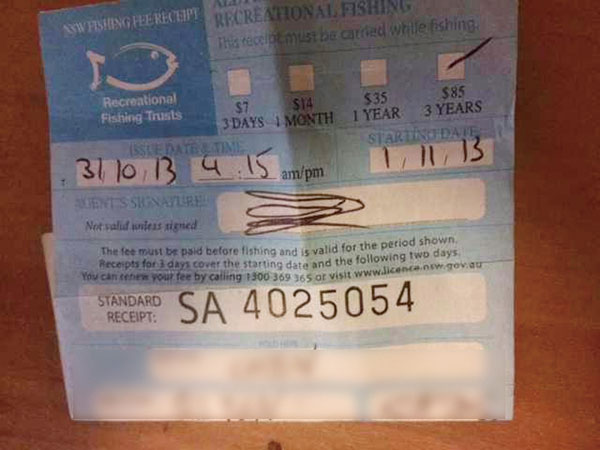 NSW FISHING FEE RECEIPT
RECREATIONAL FISHING
This receipt must be carried while fishing.
Recreational
Fishing Trusts
$7 $14 $35 $85
3 DAYS 1 MONTH 1 YEAR 3 YEARS
ISSUE DATE & TIME STARTING DATE
31/10/13 4:15 am/pm 1/11/13
AGENT'S SIGNATURE:
Not valid unless signed
The fee must be paid before fishing and is valid for the period shown.
Receipts for 3 days cover the starting date and the following two days.
You can renew your fee by calling 1300 369 365 or visit www.licence.nsw.gov.au
STANDARD
RECEIPT: SA 4025054
FOLD HERE